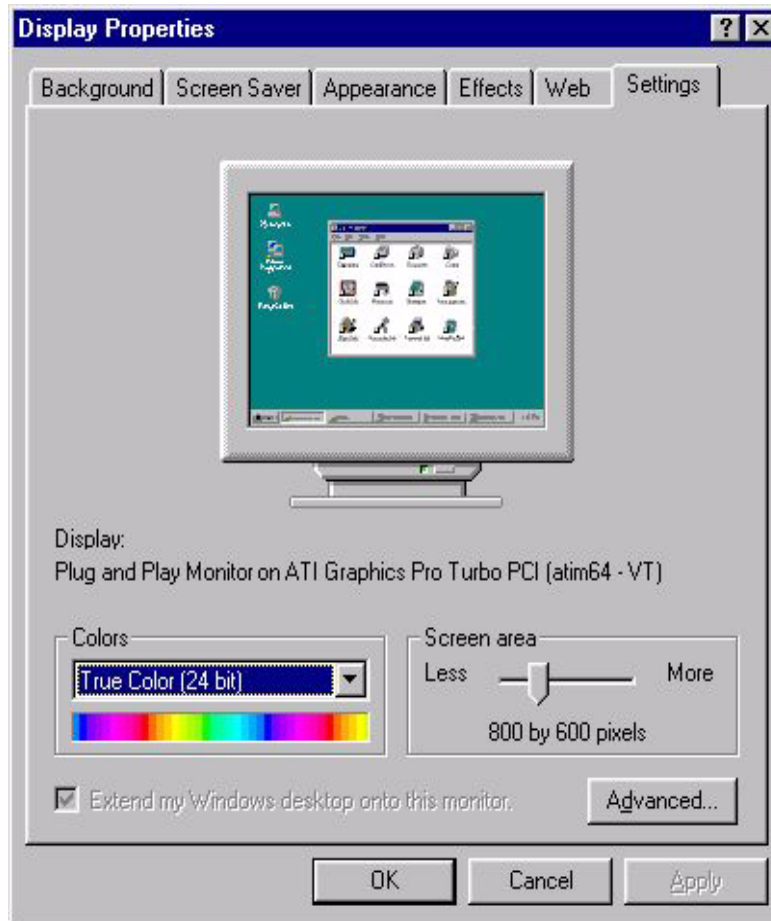 Display Properties
Background Screen Saver Appearance Effects Web Settings
Display:
Plug and Play Monitor on ATI Graphics Pro Turbo PCI (atim64 - VT)
Colors
True Color (24 bit)
Screen area
Less More
800 by 600 pixels
Extend my Windows desktop onto this monitor.
Advanced...
OK Cancel Apply